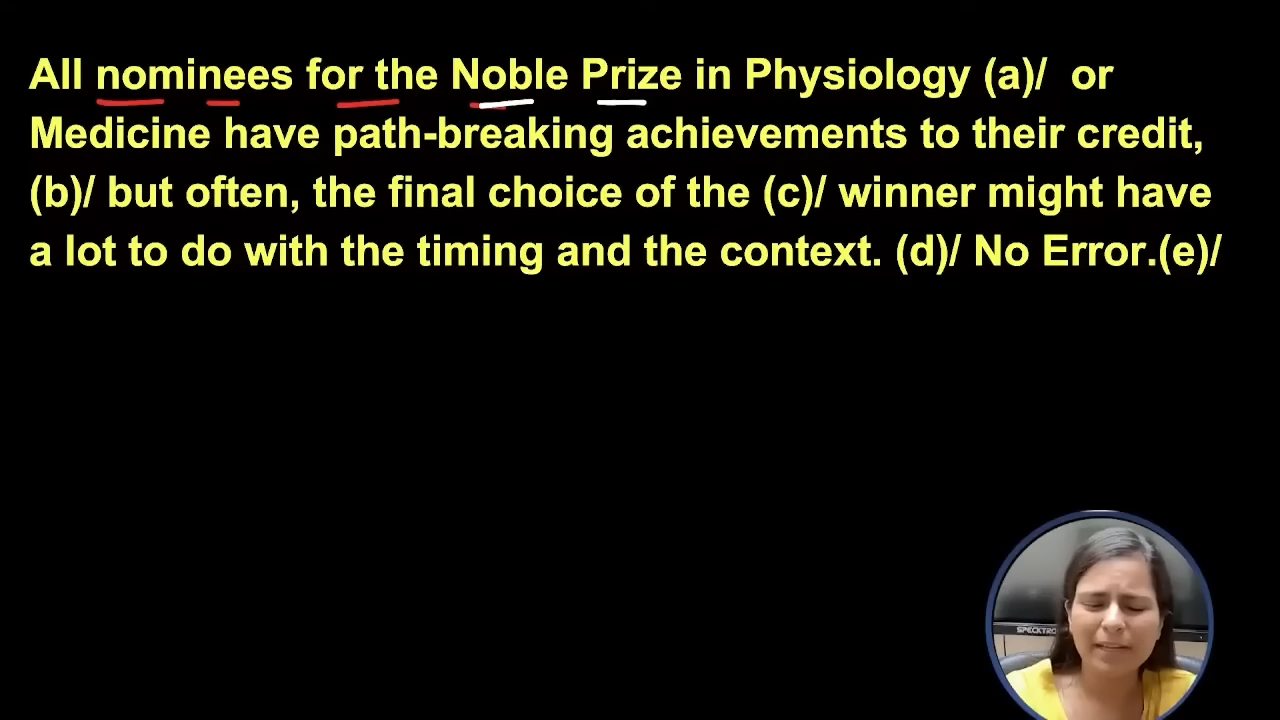 All nominees for the Noble Prize in Physiology (a)/ or
Medicine have path-breaking achievements to their credit,
(b)/ but often, the final choice of the (c)/ winner might have
a lot to do with the timing and the context. (d)/ No Error.(e)/